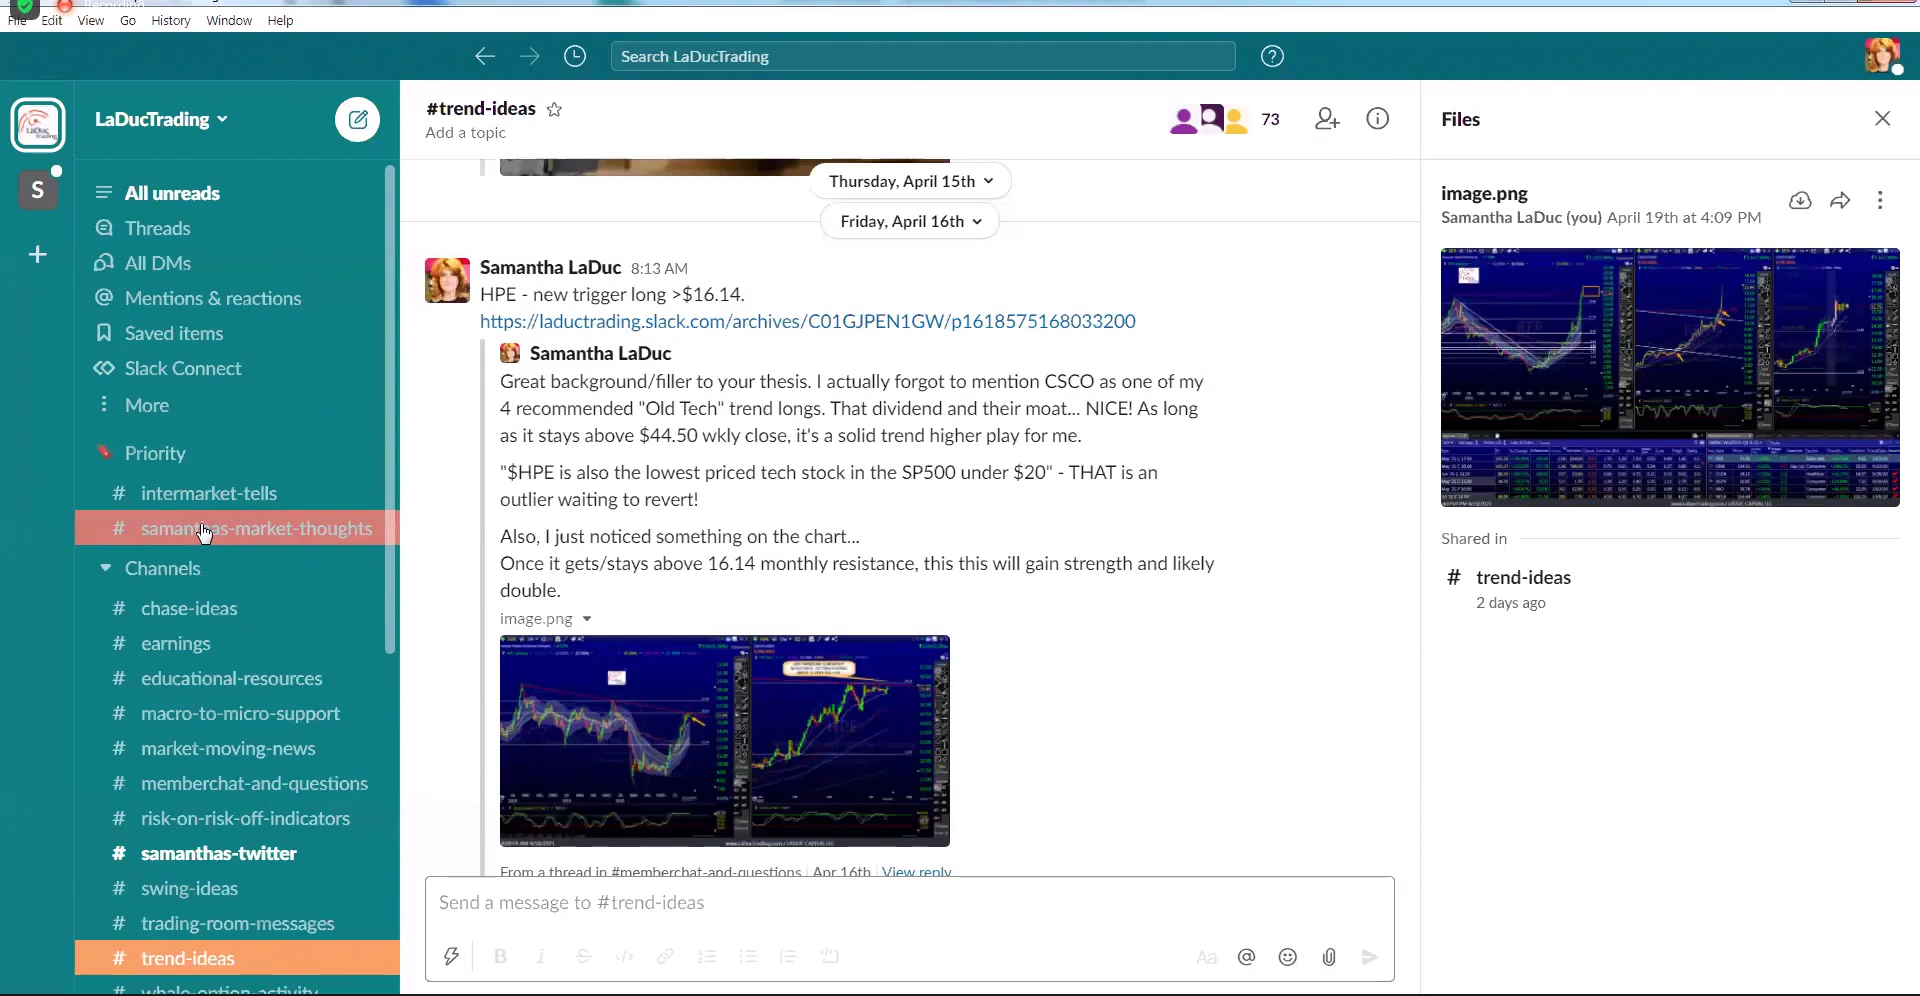 Recording
File Edit View Go History Window Help
Search LaDucTrading
LaDucTrading
S
All unreads
Threads
All DMs
Mentions & reactions
Saved items
Slack Connect
More
Priority
# intermarket-tells
# samanthas-market-thoughts
Channels
# chase-ideas
# earnings
# educational-resources
# macro-to-micro-support
# market-moving-news
# memberchat-and-questions
# risk-on-risk-off-indicators
# samanthas-twitter
# swing-ideas
# trading-room-messages
# trend-ideas
# whale-option-activity
#trend-ideas
Add a topic
73
Thursday, April 15th
Friday, April 16th
Samantha LaDuc 8:13 AM
HPE - new trigger long >$16.14.
https://laductrading.slack.com/archives/C01GJPEN1GW/p1618575168033200
Samantha LaDuc
Great background/filler to your thesis. I actually forgot to mention CSCO as one of my
4 recommended "Old Tech" trend longs. That dividend and their moat... NICE! As long
as it stays above $44.50 wkly close, it's a solid trend higher play for me.
"$HPE is also the lowest priced tech stock in the SP500 under $20" - THAT is an
outlier waiting to revert!
Also, I just noticed something on the chart...
Once it gets/stays above 16.14 monthly resistance, this this will gain strength and likely
double.
image.png
From a thread in #memberchat-and-questions | Apr 16th | View reply
Send a message to #trend-ideas
B I S </> Aa @
Files
image.png
Samantha LaDuc (you) April 19th at 4:09 PM
Shared in
# trend-ideas
2 days ago